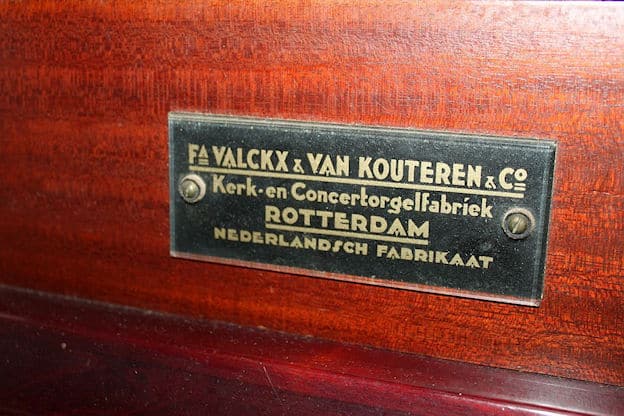 Fa VALCKX & VAN KOUTEREN & Co
Kerk- en Concertorgelfabriek
ROTTERDAM
NEDERLANDSCH FABRIKAAT